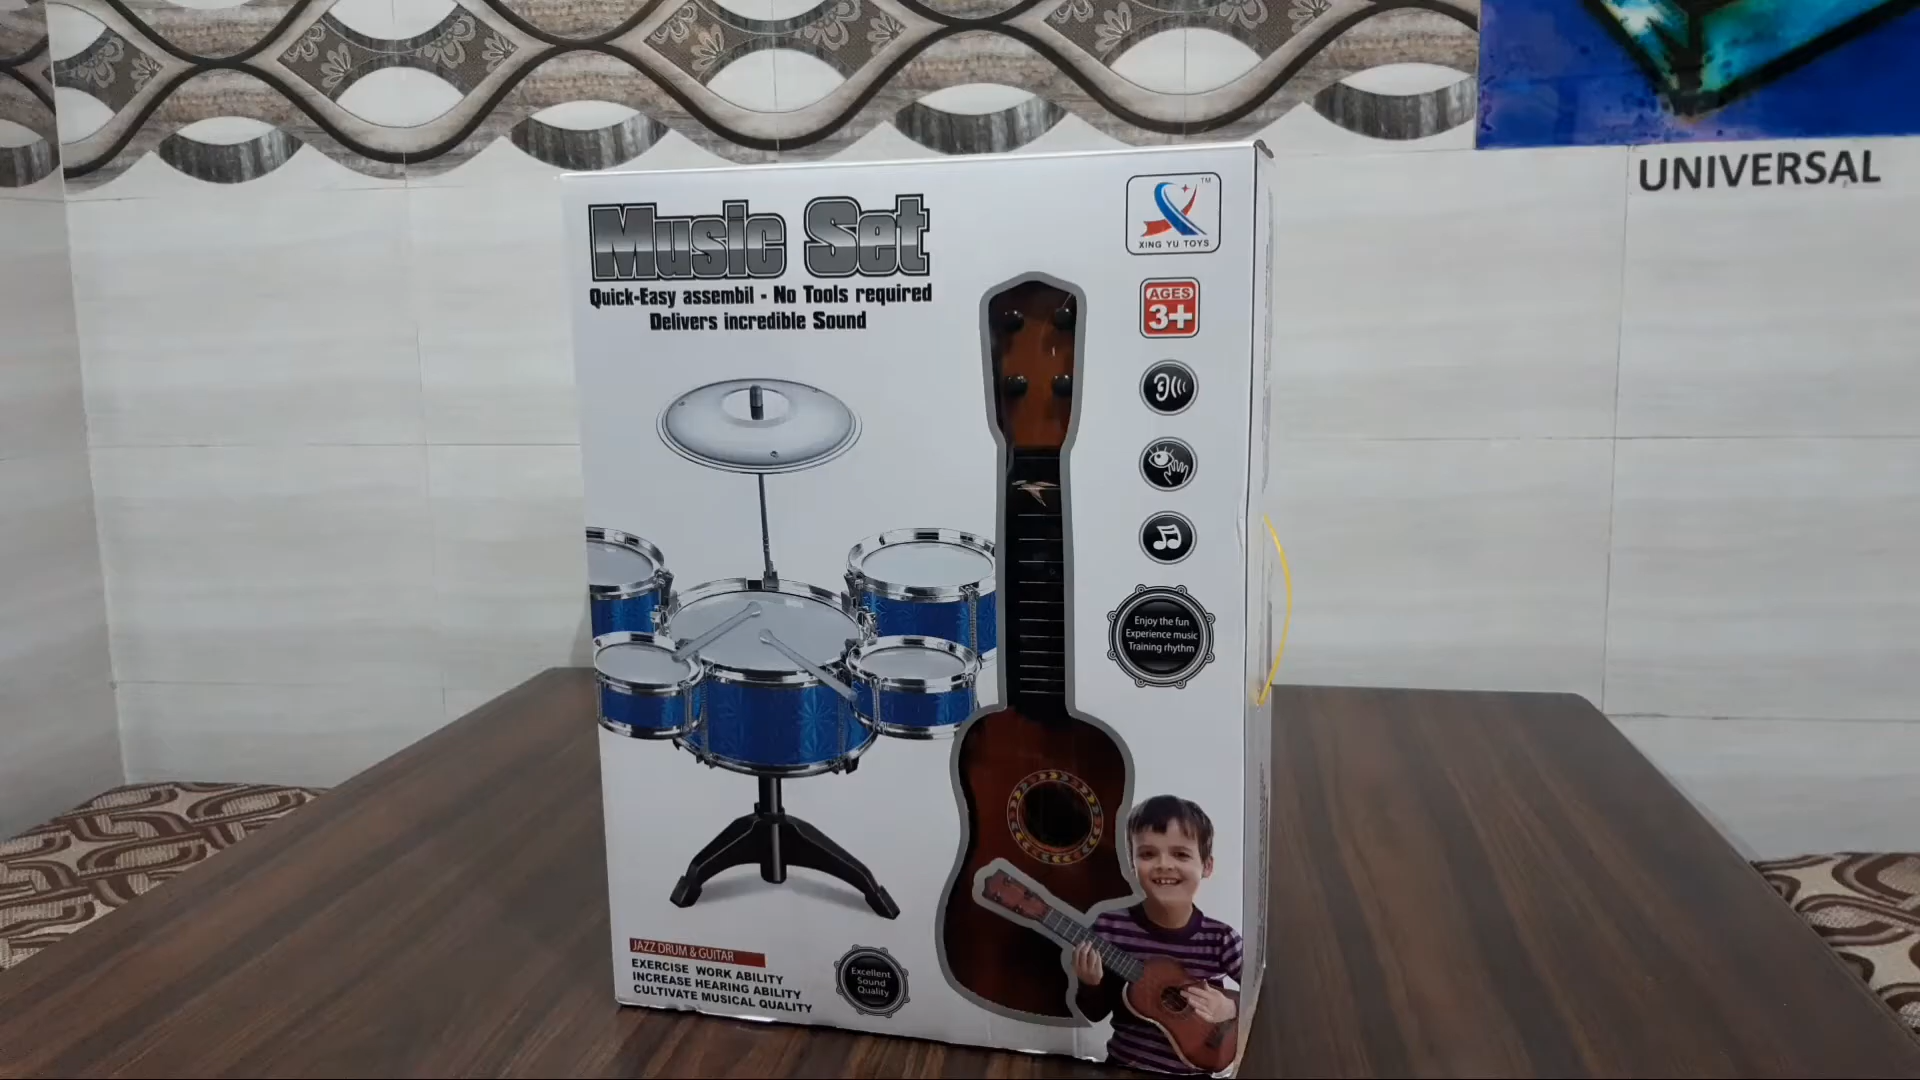 UNIVERSAL
Music Set
Quick-Easy assembil - No Tools required
Delivers incredible Sound
TM
XING YU TOYS
AGES
3+
Enjoy the fun
Experience music
Training rhythm
JAZZ DRUM & GUITAR
EXERCISE WORK ABILITY
INCREASE HEARING ABILITY
CULTIVATE MUSICAL QUALITY
Excellent
Sound
Quality